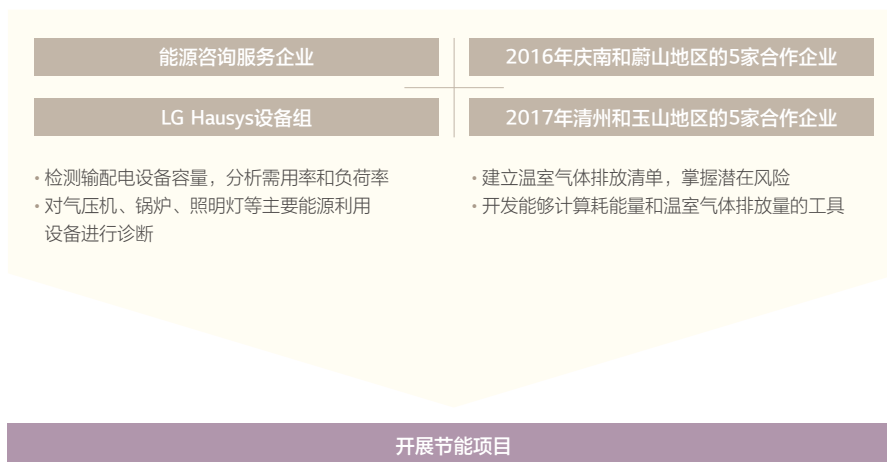 能源咨询服务企业
2016年庆南和蔚山地区的5家合作企业
LG Hausys设备组
2017年清州和玉山地区的5家合作企业
• 检测输配电设备容量，分析需用率和负荷率
• 对气压机、锅炉、照明灯等主要能源利用
设备进行诊断
• 建立温室气体排放清单，掌握潜在风险
• 开发能够计算耗能量和温室气体排放量的工具
开展节能项目